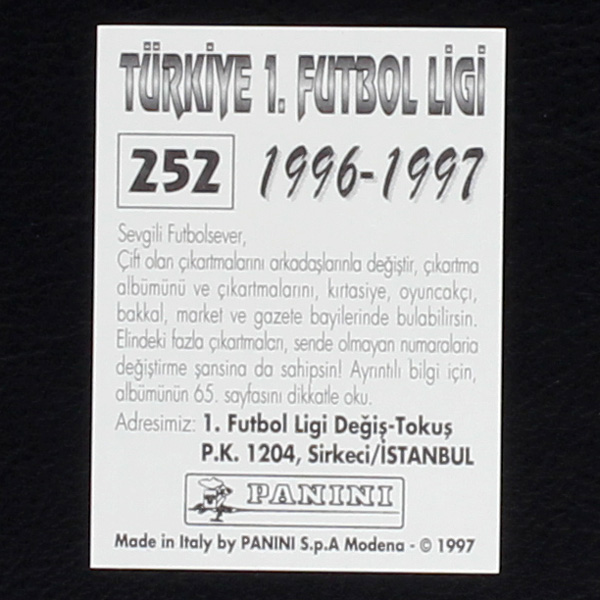 TÜRKİYE 1. FUTBOL LİGİ
252 1996-1997
Sevgili Futbolsever,
Çift olan çıkartmalarını arkadaşlarınla değiştir, çıkartma
albümünü ve çıkartmalarını, kırtasiye, oyuncakçı,
bakkal, market ve gazete bayilerinde bulabilirsin.
Elindeki fazla çıkartmaları, sende olmayan numaralarla
değiştirme şansına da sahipsin! Ayrıntılı bilgi için,
albümünün 65. sayfasını dikkatle oku.
Adresimiz: 1. Futbol Ligi Değiş-Tokuş
P.K. 1204, Sirkeci/İSTANBUL
PANINI
Made in Italy by PANINI S.p.A Modena - © 1997